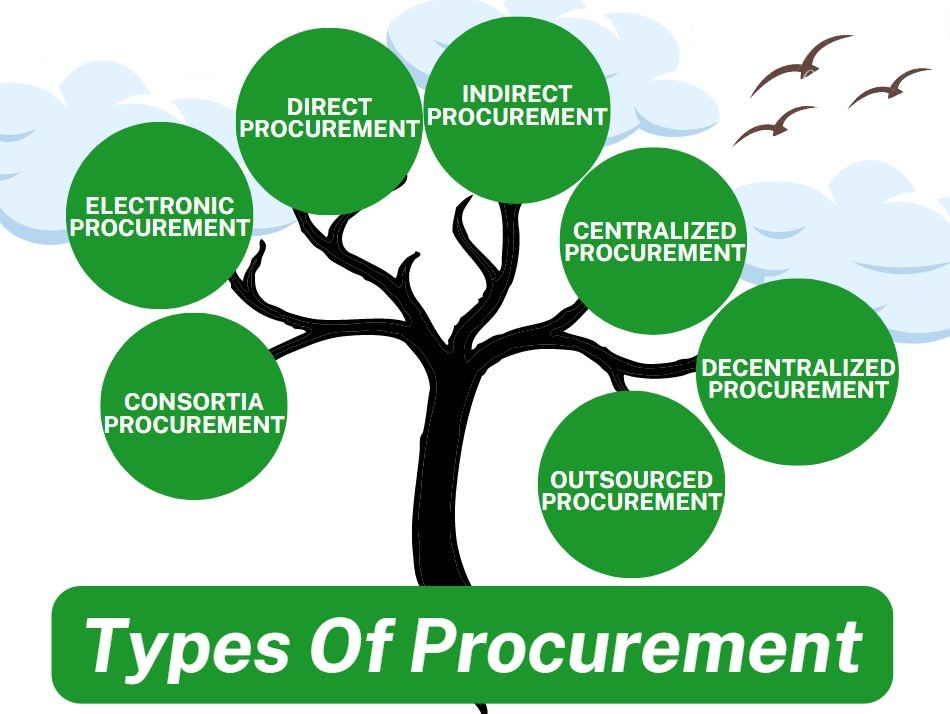 DIRECT
PROCUREMENT
INDIRECT
PROCUREMENT
ELECTRONIC
PROCUREMENT
CENTRALIZED
PROCUREMENT
DECENTRALIZED
PROCUREMENT
CONSORTIA
PROCUREMENT
OUTSOURCED
PROCUREMENT
Types Of Procurement